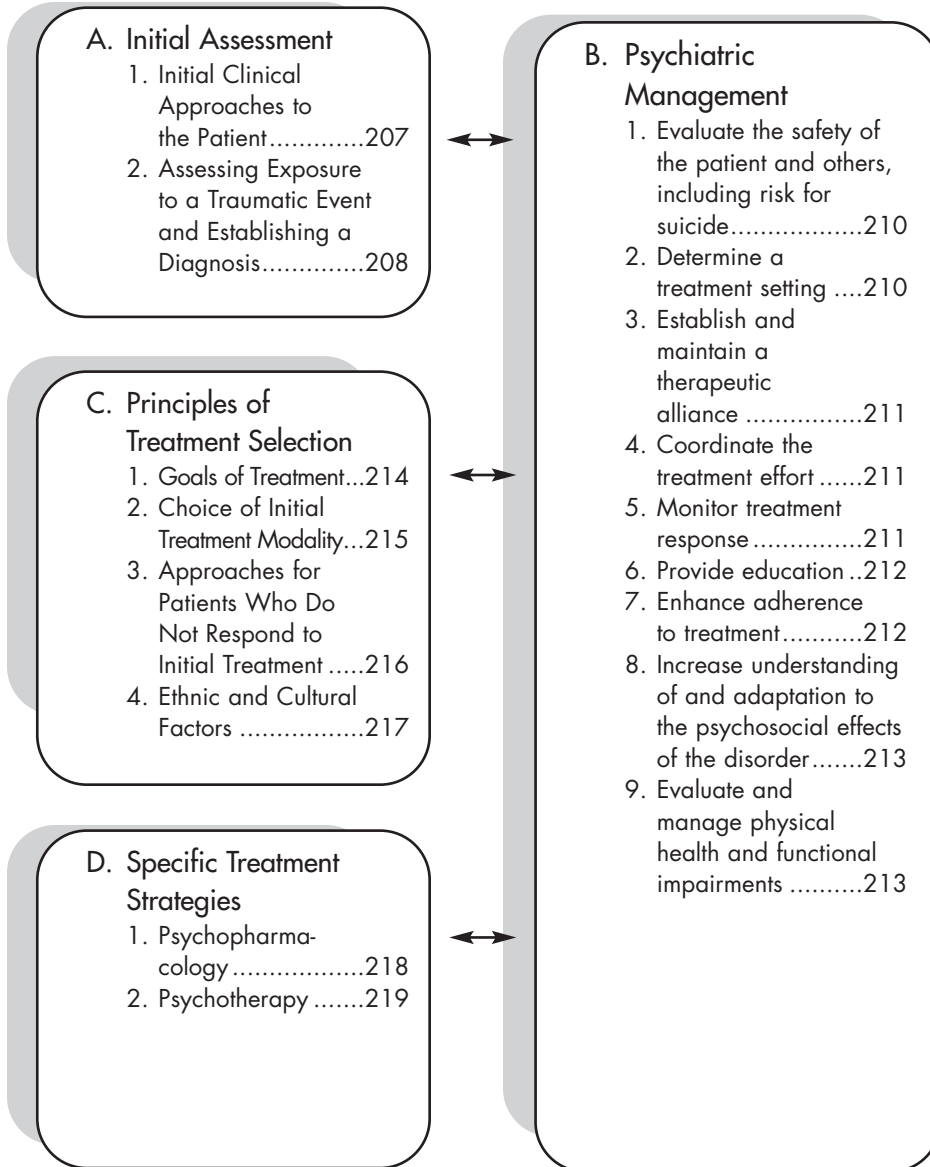 A. Initial Assessment
1. Initial Clinical
Approaches to
the Patient.............207
2. Assessing Exposure
to a Traumatic Event
and Establishing a
Diagnosis..............208
B. Psychiatric
Management
1. Evaluate the safety of
the patient and others,
including risk for
suicide..................210
2. Determine a
treatment setting ....210
3. Establish and
maintain a
therapeutic
alliance ................211
4. Coordinate the
treatment effort ......211
5. Monitor treatment
response...............211
6. Provide education ..212
7. Enhance adherence
to treatment...........212
8. Increase understanding
of and adaptation to
the psychosocial effects
of the disorder.......213
9. Evaluate and
manage physical
health and functional
impairments ..........213
C. Principles of
Treatment Selection
1. Goals of Treatment...214
2. Choice of Initial
Treatment Modality...215
3. Approaches for
Patients Who Do
Not Respond to
Initial Treatment .....216
4. Ethnic and Cultural
Factors ..................217
D. Specific Treatment
Strategies
1. Psychopharma-
cology..................218
2. Psychotherapy .......219